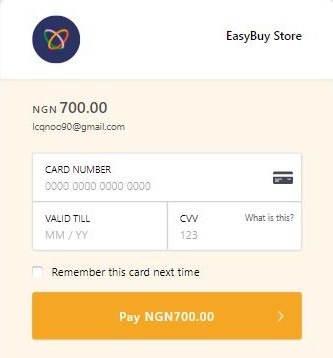 EasyBuy Store
NGN 700.00
lcqnoo90@gmail.com
CARD NUMBER
0000 0000 0000 0000
VALID TILL
MM / YY
CVV What is this?
123
Remember this card next time
Pay NGN700.00